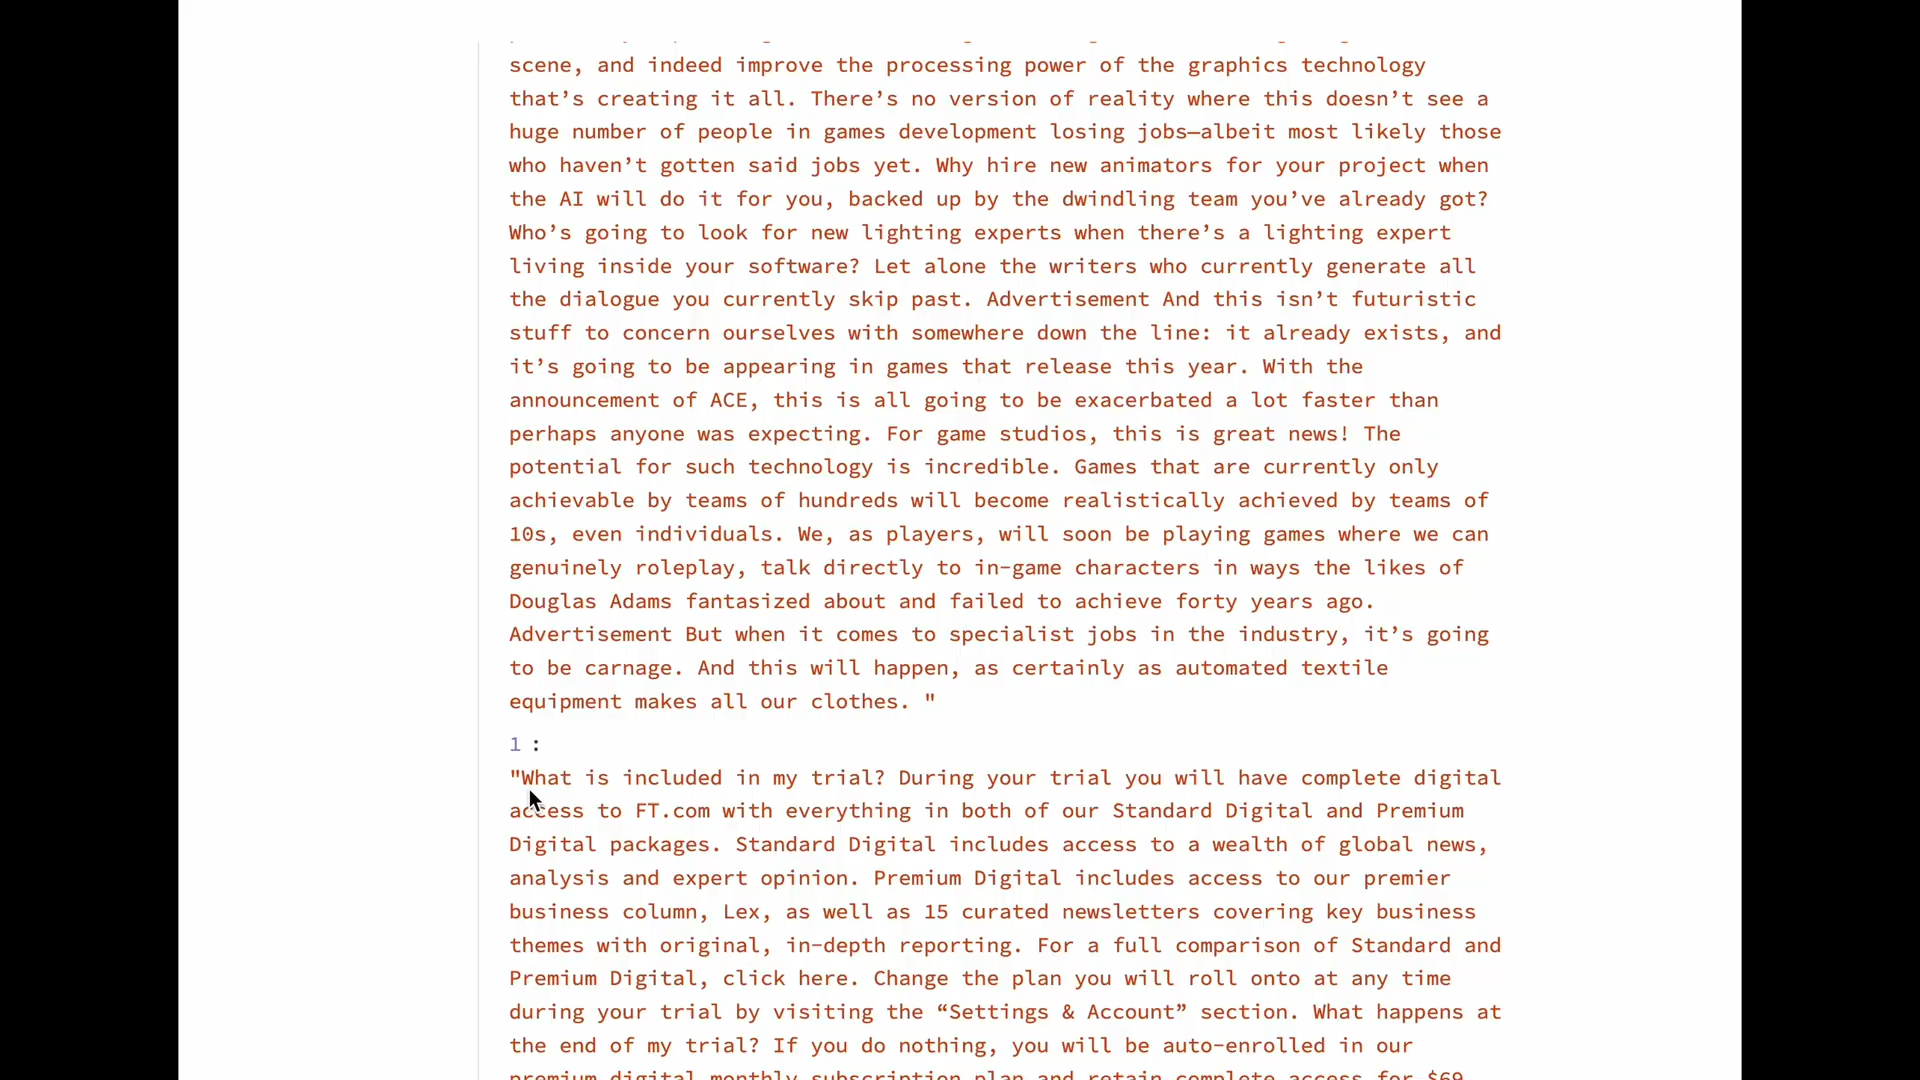 scene, and indeed improve the processing power of the graphics technology
that’s creating it all. There’s no version of reality where this doesn’t see a
huge number of people in games development losing jobs—albeit most likely those
who haven’t gotten said jobs yet. Why hire new animators for your project when
the AI will do it for you, backed up by the dwindling team you’ve already got?
Who’s going to look for new lighting experts when there’s a lighting expert
living inside your software? Let alone the writers who currently generate all
the dialogue you currently skip past. Advertisement And this isn’t futuristic
stuff to concern ourselves with somewhere down the line: it already exists, and
it’s going to be appearing in games that release this year. With the
announcement of ACE, this is all going to be exacerbated a lot faster than
perhaps anyone was expecting. For game studios, this is great news! The
potential for such technology is incredible. Games that are currently only
achievable by teams of hundreds will become realistically achieved by teams of
10s, even individuals. We, as players, will soon be playing games where we can
genuinely roleplay, talk directly to in-game characters in ways the likes of
Douglas Adams fantasized about and failed to achieve forty years ago.
Advertisement But when it comes to specialist jobs in the industry, it’s going
to be carnage. And this will happen, as certainly as automated textile
equipment makes all our clothes. "
1 :
"What is included in my trial? During your trial you will have complete digital
access to FT.com with everything in both of our Standard Digital and Premium
Digital packages. Standard Digital includes access to a wealth of global news,
analysis and expert opinion. Premium Digital includes access to our premier
business column, Lex, as well as 15 curated newsletters covering key business
themes with original, in-depth reporting. For a full comparison of Standard and
Premium Digital, click here. Change the plan you will roll onto at any time
during your trial by visiting the “Settings & Account” section. What happens at
the end of my trial? If you do nothing, you will be auto-enrolled in our
premium digital monthly subscription plan and retain complete access for $69